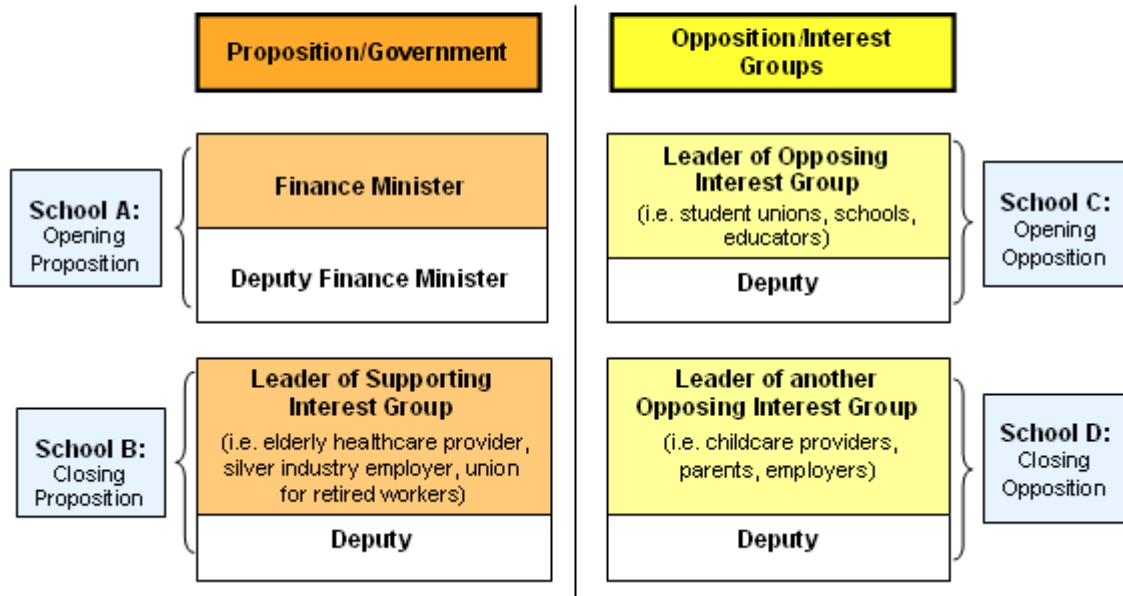 Proposition/Government
Opposition/Interest
Groups
School A:
Opening
Proposition
Finance Minister
Deputy Finance Minister
Leader of Opposing
Interest Group
(i.e. student unions, schools,
educators)
Deputy
School C:
Opening
Opposition
School B:
Closing
Proposition
Leader of Supporting
Interest Group
(i.e. elderly healthcare provider,
silver industry employer, union
for retired workers)
Deputy
Leader of another
Opposing Interest Group
(i.e. childcare providers,
parents, employers)
Deputy
School D:
Closing
Opposition